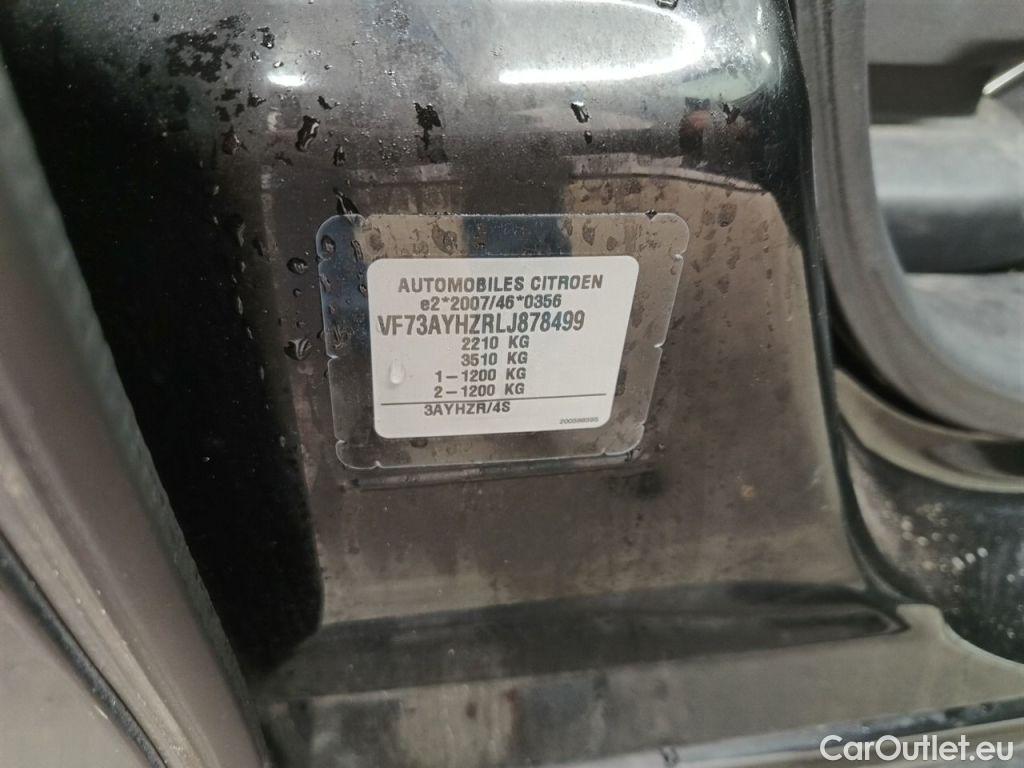 AUTOMOBILES CITROEN
e2*2007/46*0356
VF73AYHZRLJ878499
2210 KG
3510 KG
1-1200 KG
2-1200 KG
3AYHZR/4S
CarOutlet.eu